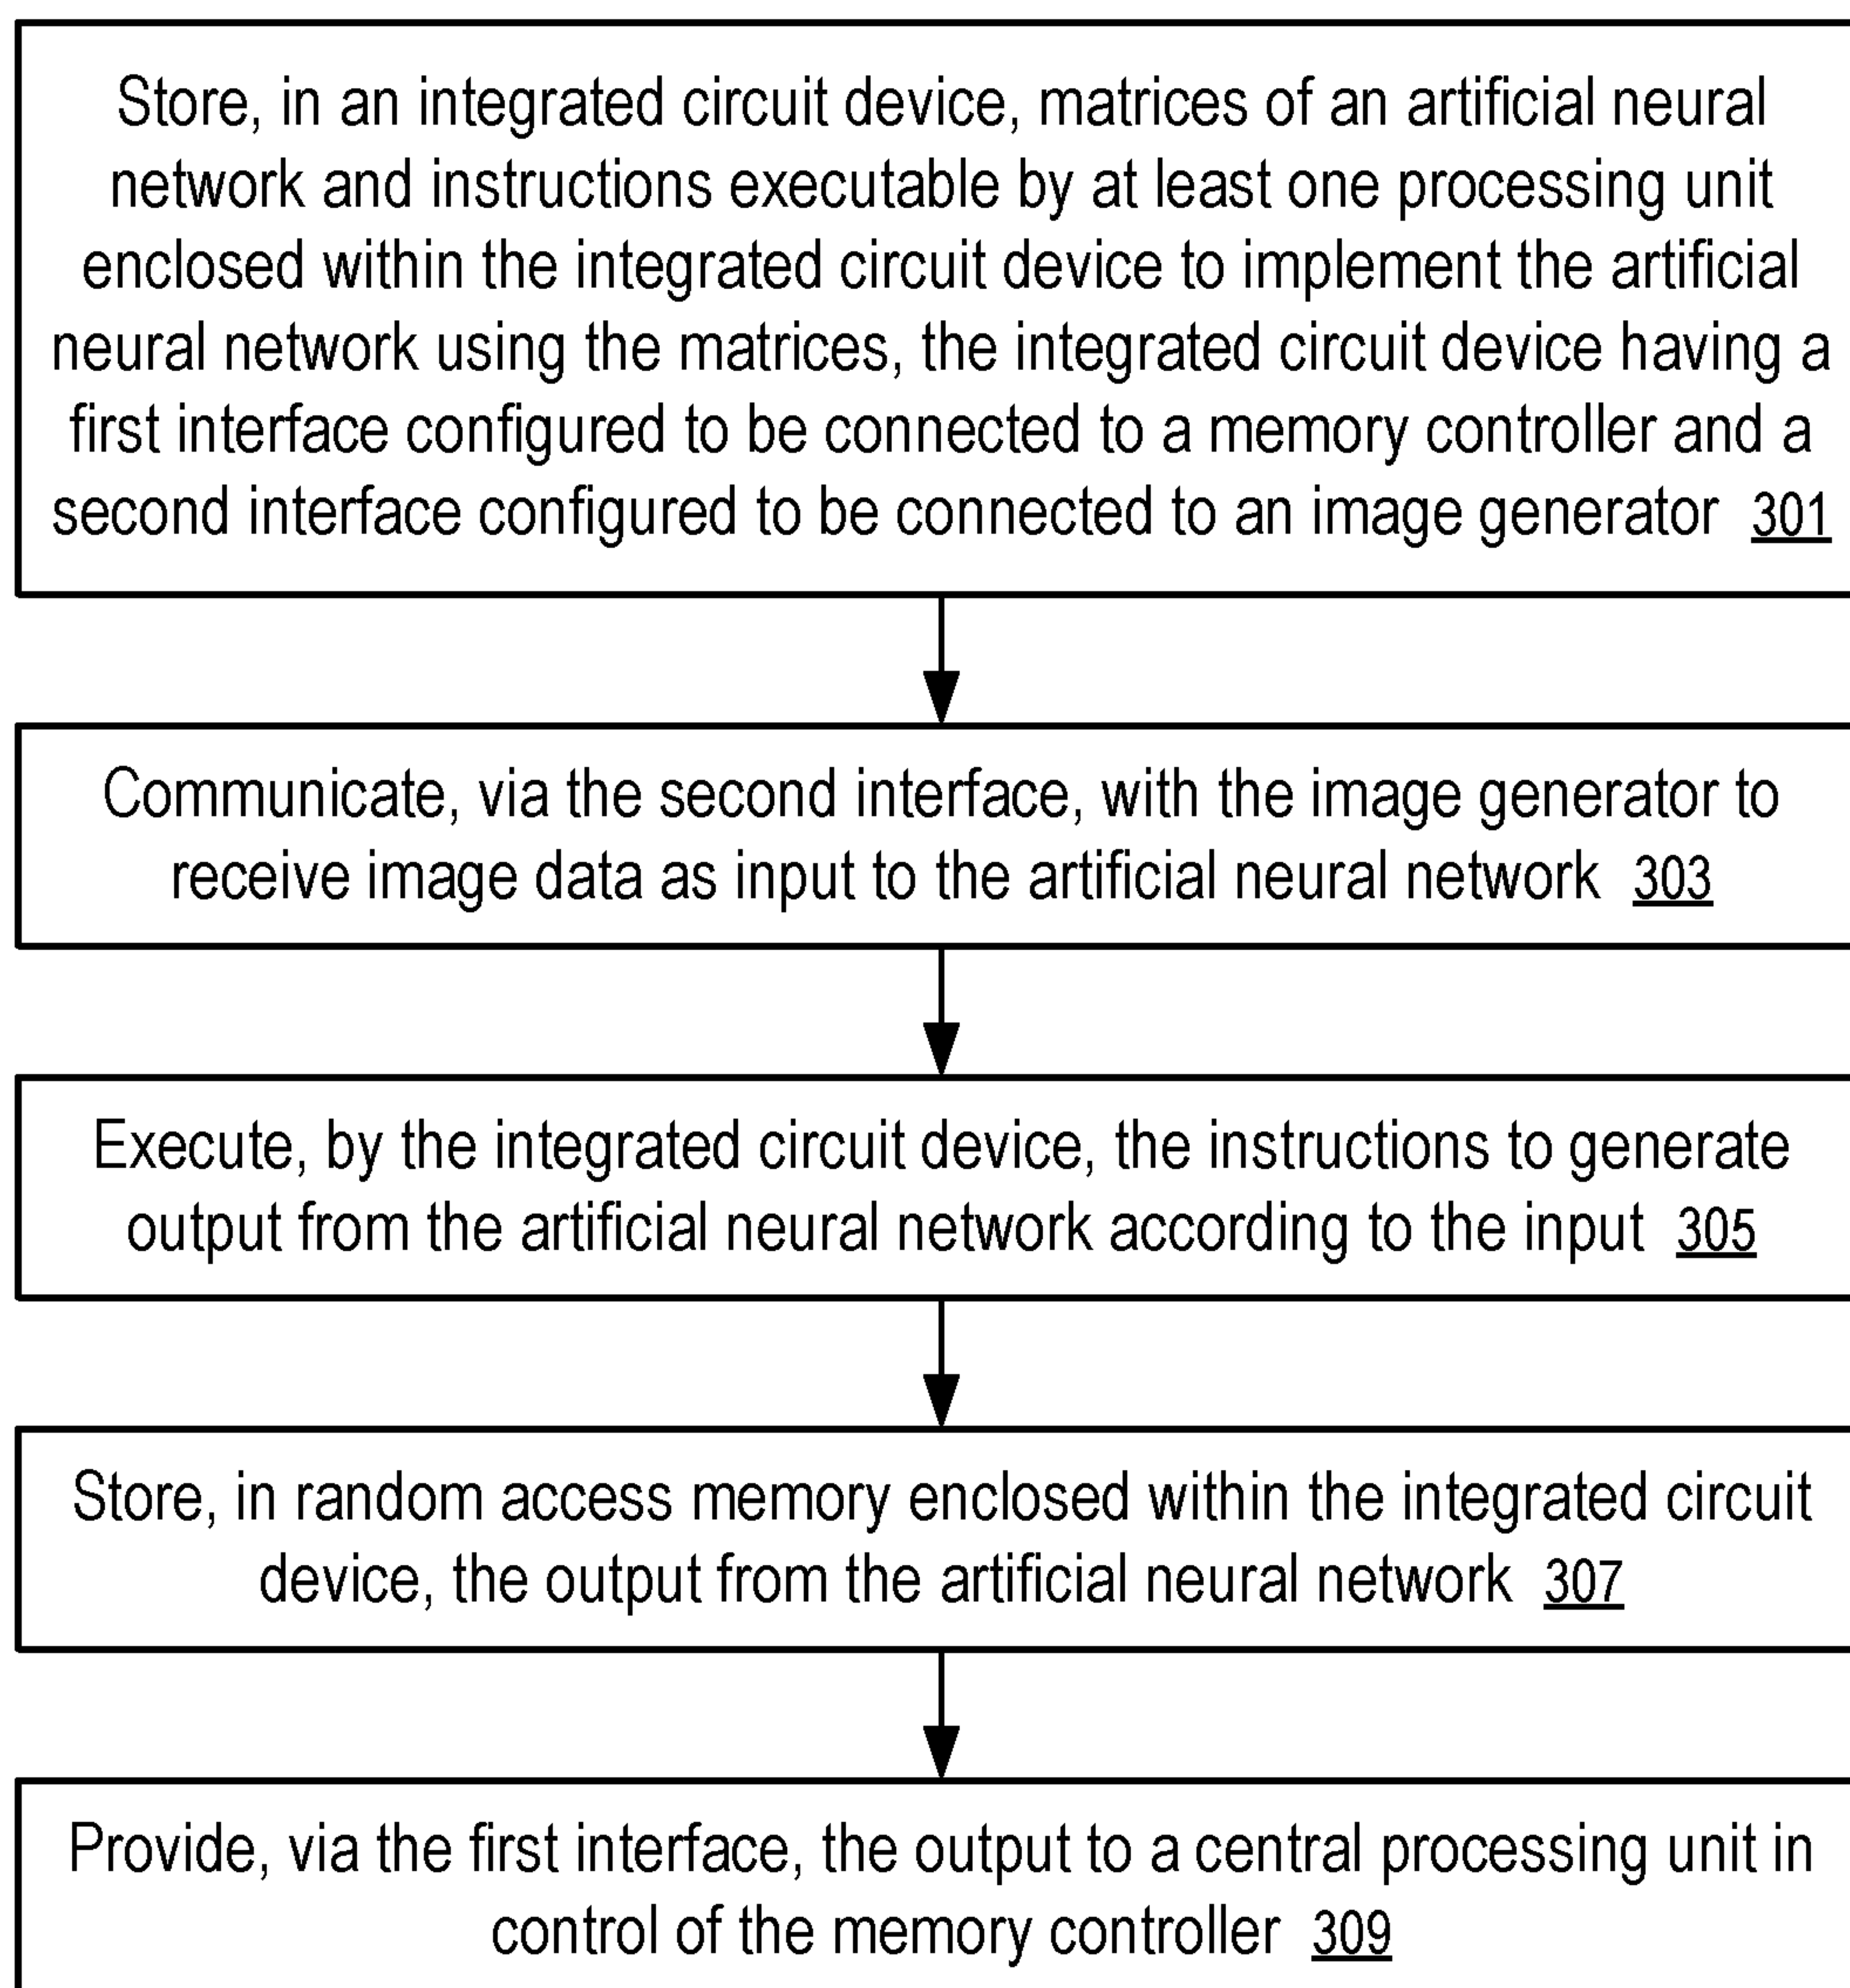 Store, in an integrated circuit device, matrices of an artificial neural
network and instructions executable by at least one processing unit
enclosed within the integrated circuit device to implement the artificial
neural network using the matrices, the integrated circuit device having a
first interface configured to be connected to a memory controller and a
second interface configured to be connected to an image generator 301
Communicate, via the second interface, with the image generator to
receive image data as input to the artificial neural network 303
Execute, by the integrated circuit device, the instructions to generate
output from the artificial neural network according to the input 305
Store, in random access memory enclosed within the integrated circuit
device, the output from the artificial neural network 307
Provide, via the first interface, the output to a central processing unit in
control of the memory controller 309